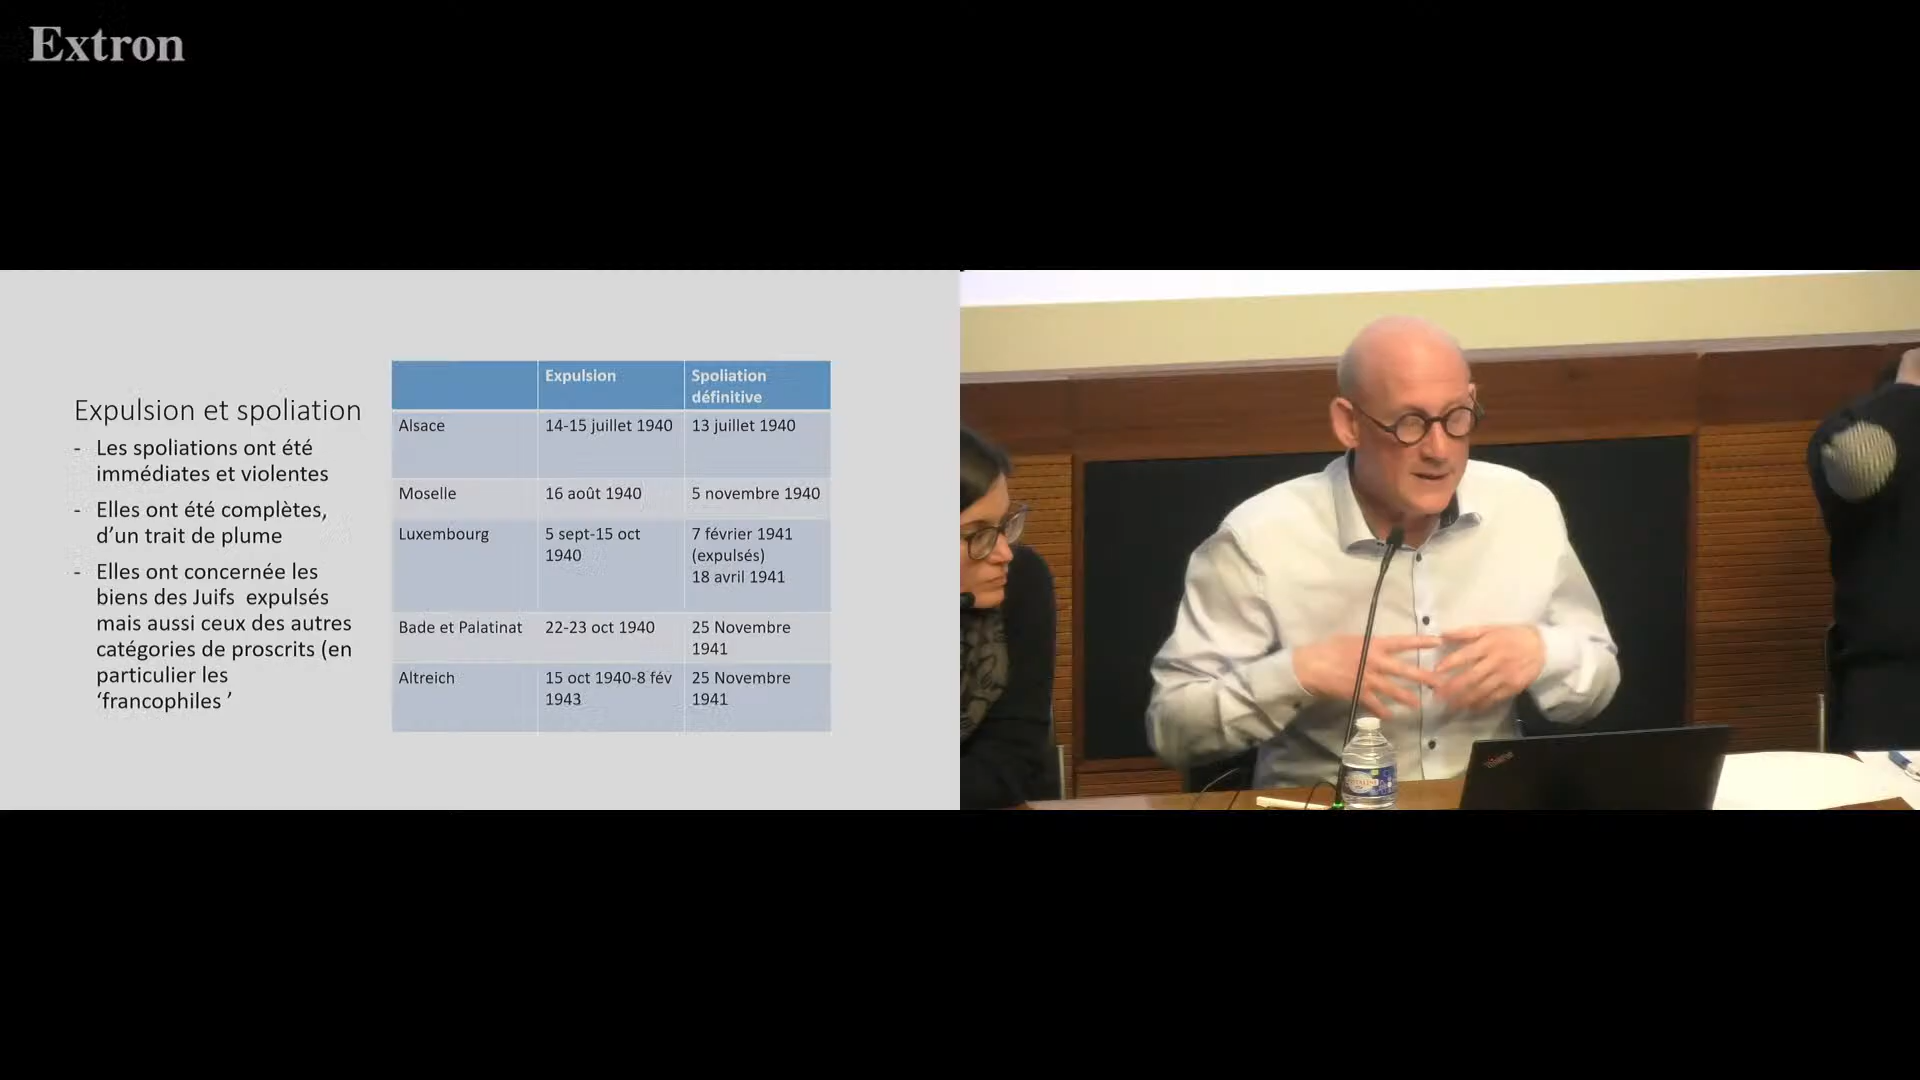 Extron
Expulsion et spoliation
- Les spoliations ont été
immédiates et violentes
- Elles ont été complètes,
d'un trait de plume
- Elles ont concernée les
biens des Juifs expulsés
mais aussi ceux des autres
catégories de proscrits (en
particulier les
‘francophiles ’
Expulsion
Spoliation
définitive
Alsace
14-15 juillet 1940
13 juillet 1940
Moselle
16 août 1940
5 novembre 1940
Luxembourg
5 sept-15 oct
1940
7 février 1941
(expulsés)
18 avril 1941
Bade et Palatinat
22-23 oct 1940
25 Novembre
1941
Altreich
15 oct 1940-8 fév
1943
25 Novembre
1941